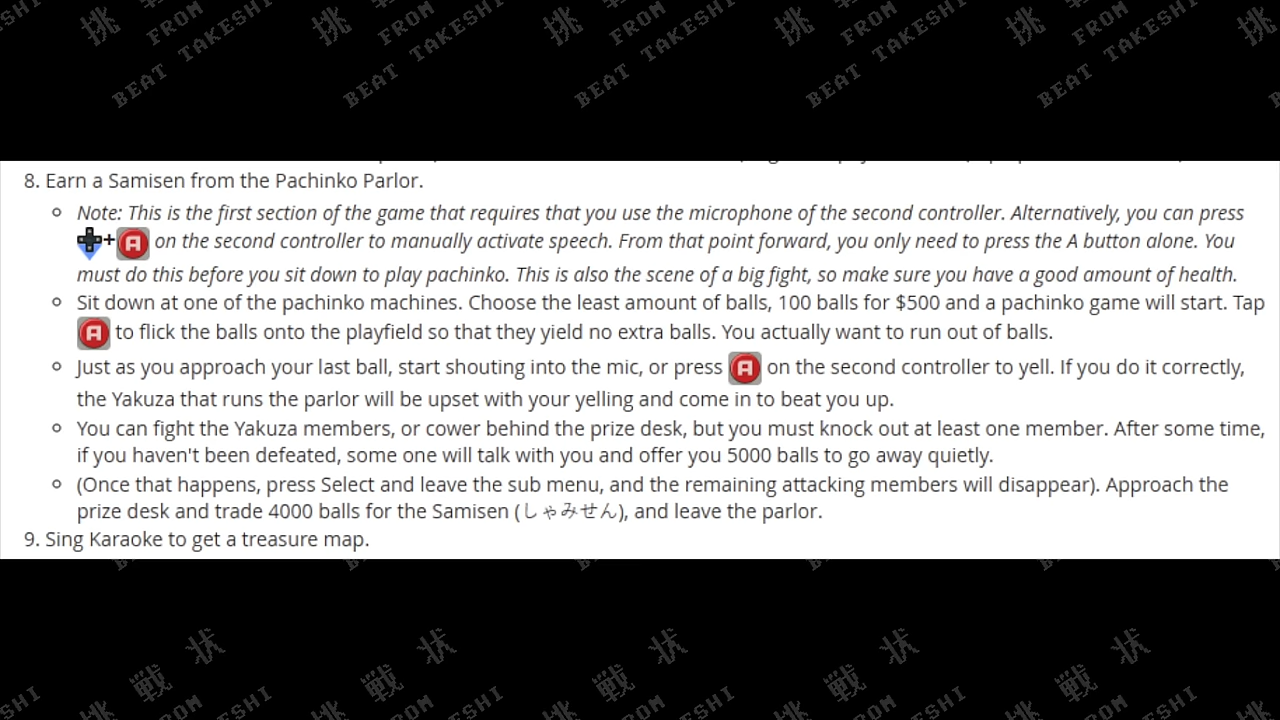 挑 FROM BEAT TAKESHI
8. Earn a Samisen from the Pachinko Parlor.
Note: This is the first section of the game that requires that you use the microphone of the second controller. Alternatively, you can press
+A on the second controller to manually activate speech. From that point forward, you only need to press the A button alone. You
must do this before you sit down to play pachinko. This is also the scene of a big fight, so make sure you have a good amount of health.
Sit down at one of the pachinko machines. Choose the least amount of balls, 100 balls for $500 and a pachinko game will start. Tap
A to flick the balls onto the playfield so that they yield no extra balls. You actually want to run out of balls.
Just as you approach your last ball, start shouting into the mic, or press A on the second controller to yell. If you do it correctly,
the Yakuza that runs the parlor will be upset with your yelling and come in to beat you up.
You can fight the Yakuza members, or cower behind the prize desk, but you must knock out at least one member. After some time,
if you haven't been defeated, some one will talk with you and offer you 5000 balls to go away quietly.
(Once that happens, press Select and leave the sub menu, and the remaining attacking members will disappear). Approach the
prize desk and trade 4000 balls for the Samisen (しゃみせん), and leave the parlor.
9. Sing Karaoke to get a treasure map.
挑戦状 FROM